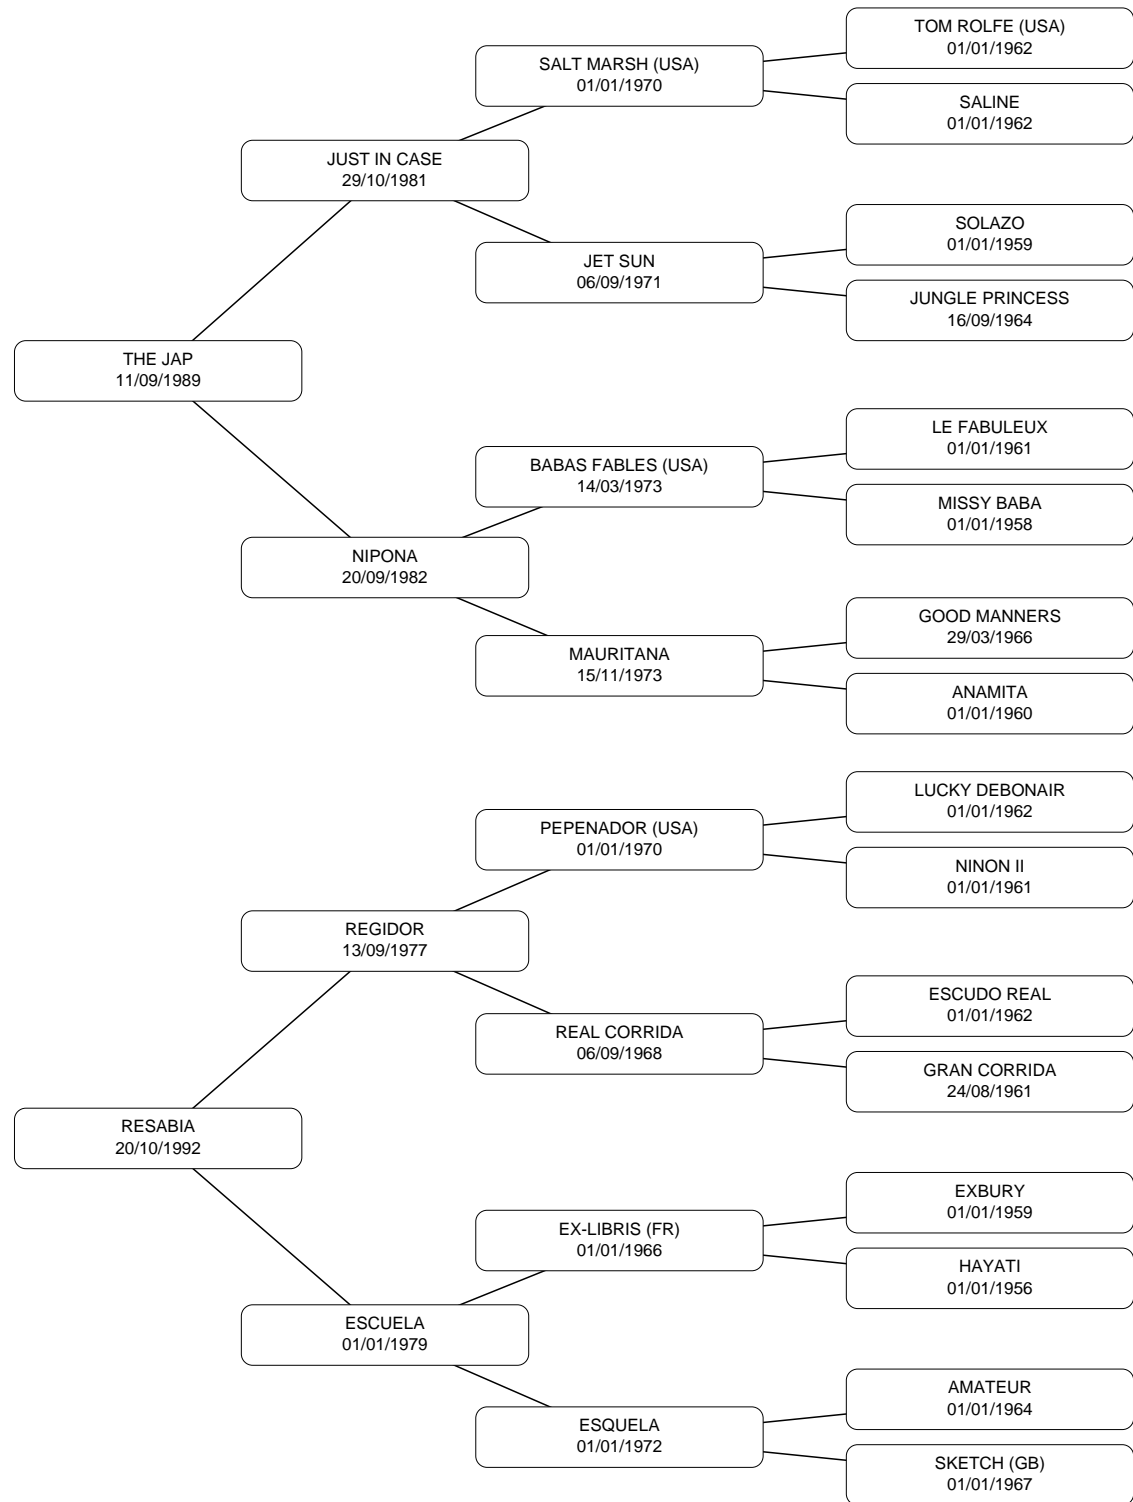 TOM ROLFE (USA)
01/01/1962
SALT MARSH (USA)
01/01/1970
SALINE
01/01/1962
JUST IN CASE
29/10/1981
SOLAZO
01/01/1959
JET SUN
06/09/1971
JUNGLE PRINCESS
16/09/1964
THE JAP
11/09/1989
LE FABULEUX
01/01/1961
BABAS FABLES (USA)
14/03/1973
MISSY BABA
01/01/1958
NIPONA
20/09/1982
GOOD MANNERS
29/03/1966
MAURITANA
15/11/1973
ANAMITA
01/01/1960
LUCKY DEBONAIR
01/01/1962
PEPENADOR (USA)
01/01/1970
NINON II
01/01/1961
REGIDOR
13/09/1977
ESCUDO REAL
01/01/1962
REAL CORRIDA
06/09/1968
GRAN CORRIDA
24/08/1961
RESABIA
20/10/1992
EXBURY
01/01/1959
EX-LIBRIS (FR)
01/01/1966
HAYATI
01/01/1956
ESCUELA
01/01/1979
AMATEUR
01/01/1964
ESQUELA
01/01/1972
SKETCH (GB)
01/01/1967